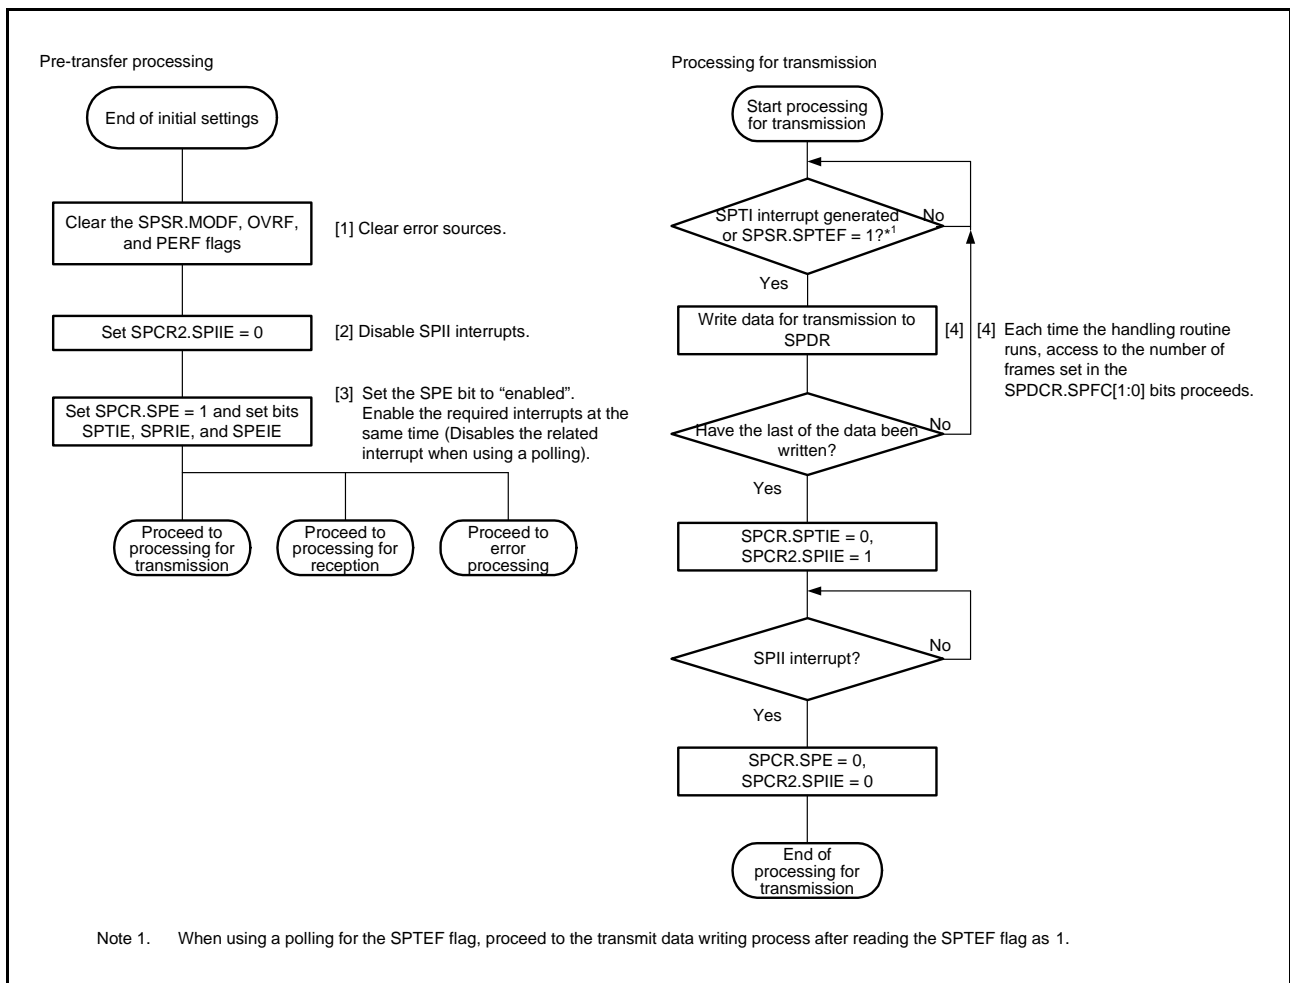 Pre-transfer processing
End of initial settings
Clear the SPSR.MODF, OVRF,
and PERF flags
[1] Clear error sources.
Set SPCR2.SPIIE = 0
[2] Disable SPII interrupts.
Set SPCR.SPE = 1 and set bits
SPTIE, SPRIE, and SPEIE
[3] Set the SPE bit to “enabled”.
Enable the required interrupts at the
same time (Disables the related
interrupt when using a polling).
Proceed to
processing for
transmission
Proceed to
processing for
reception
Proceed to
error
processing
Processing for transmission
Start processing
for transmission
SPTI interrupt generated
or SPSR.SPTEF = 1?*1
No
Yes
Write data for transmission to
SPDR
[4]
[4] Each time the handling routine
runs, access to the number of
frames set in the
SPDCR.SPFC[1:0] bits proceeds.
Have the last of the data been
written?
No
Yes
SPCR.SPTIE = 0,
SPCR2.SPIIE = 1
SPII interrupt?
No
Yes
SPCR.SPE = 0,
SPCR2.SPIIE = 0
End of
processing for
transmission
Note 1. When using a polling for the SPTEF flag, proceed to the transmit data writing process after reading the SPTEF flag as 1.